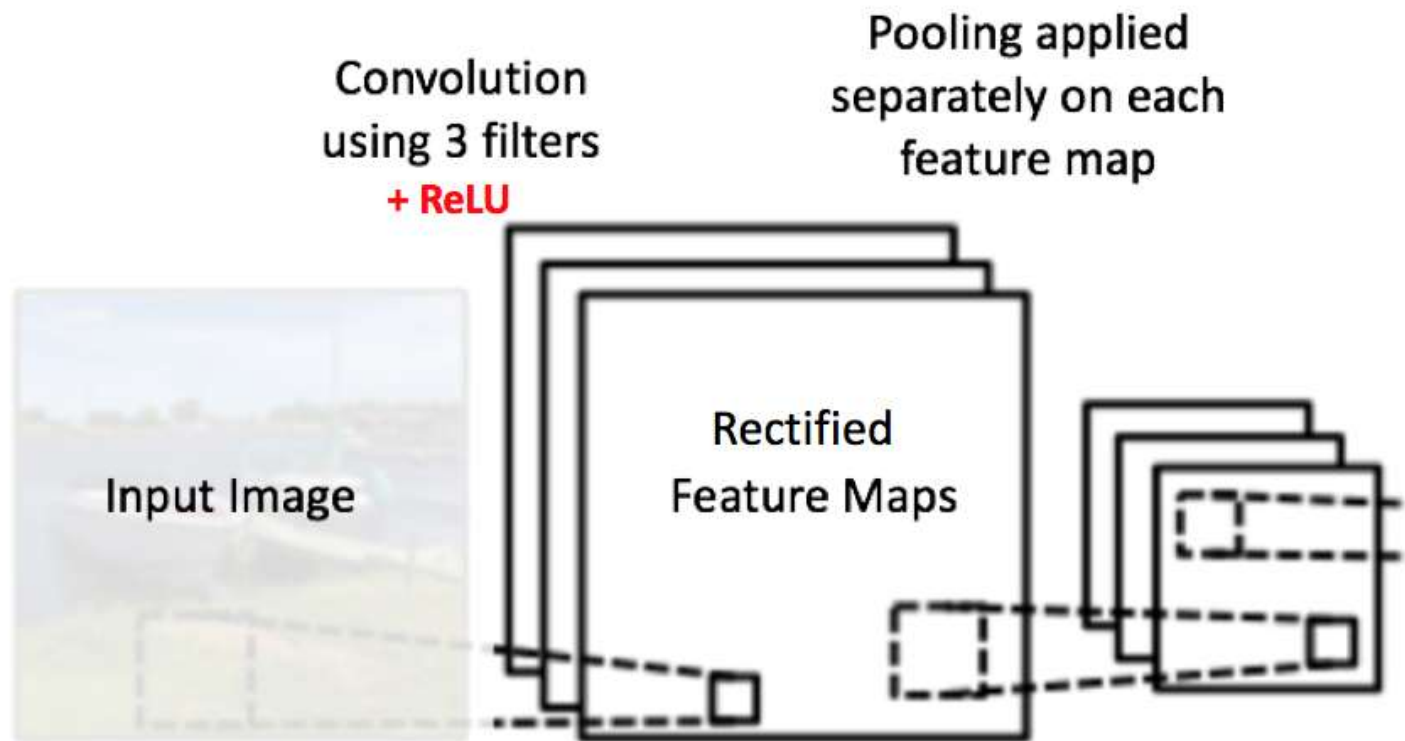 Convolution
using 3 filters
+ ReLU
Pooling applied
separately on each
feature map
Input Image
Rectified
Feature Maps